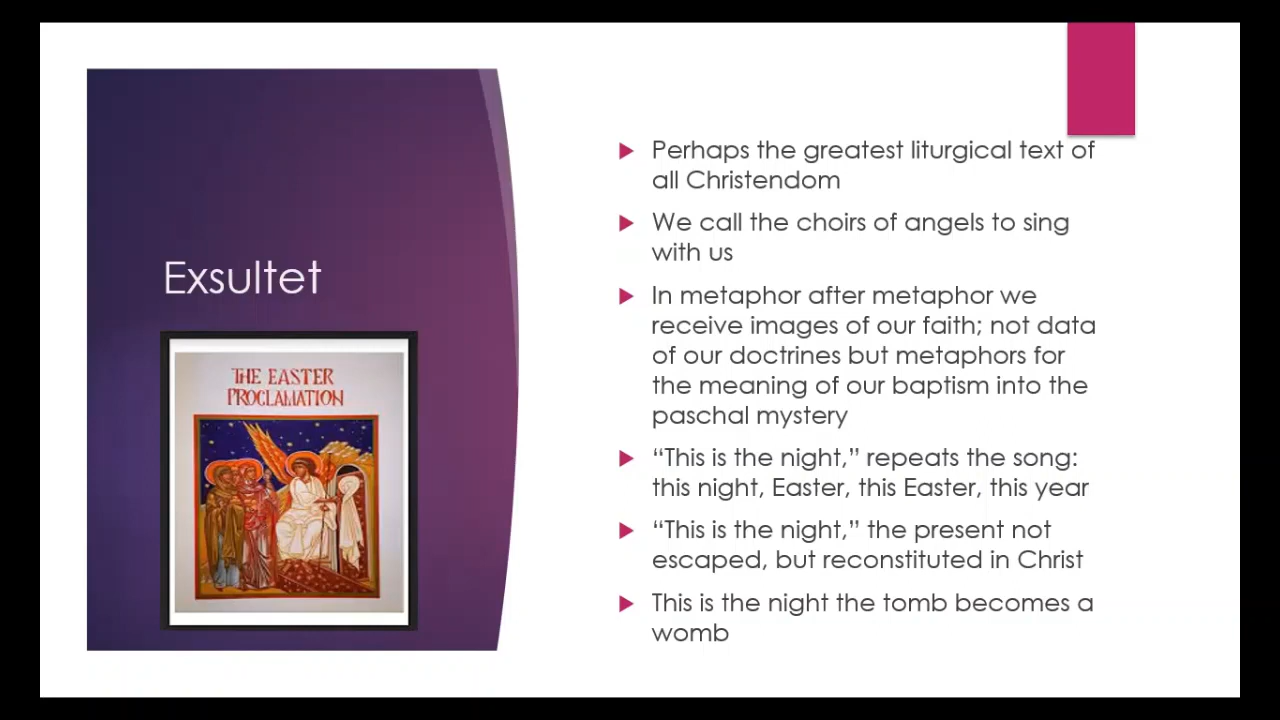 Exsultet
THE EASTER
PROCLAMATION
Perhaps the greatest liturgical text of
all Christendom
We call the choirs of angels to sing
with us
In metaphor after metaphor we
receive images of our faith; not data
of our doctrines but metaphors for
the meaning of our baptism into the
paschal mystery
“This is the night,” repeats the song:
this night, Easter, this Easter, this year
“This is the night,” the present not
escaped, but reconstituted in Christ
This is the night the tomb becomes a
womb